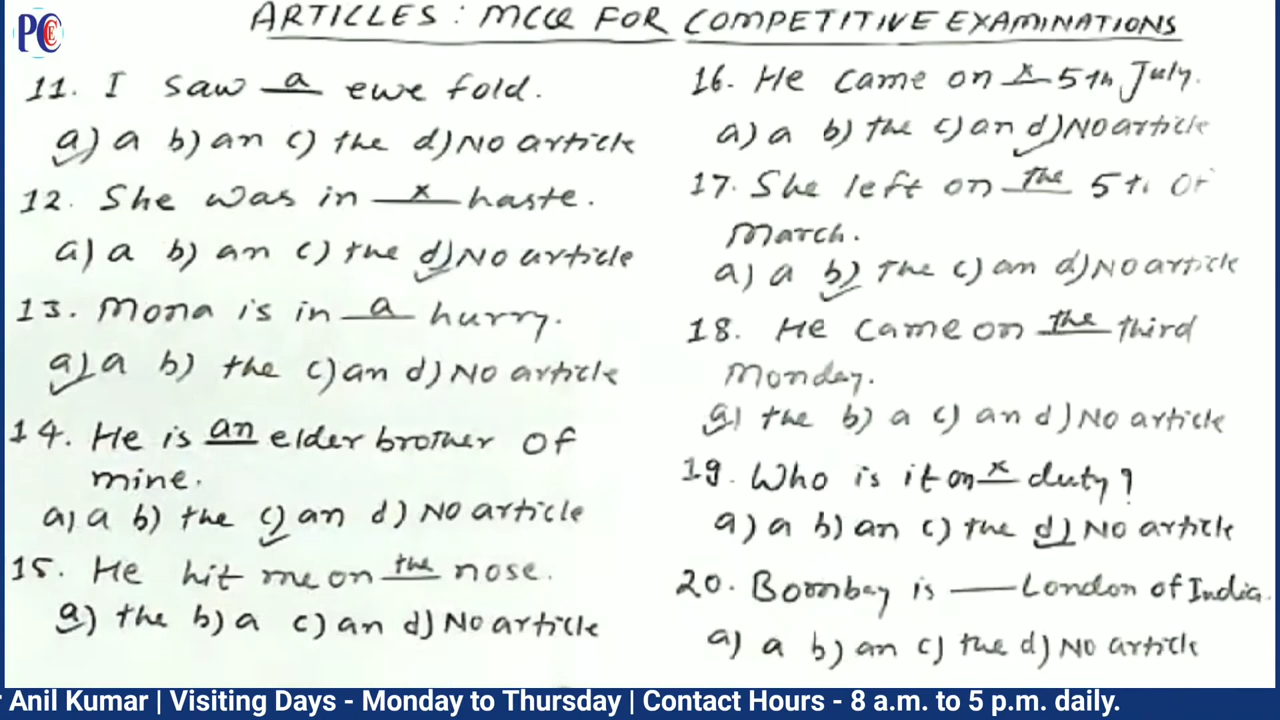 PCE
ARTICLES : MCQ FOR COMPETITIVE EXAMINATIONS
11. I saw a ewe fold.
a) a b) an c) the d) No article
12. She was in x haste.
a) a b) an c) the d) No article
13. Mona is in a hurry.
a) a b) the c) an d) No article
14. He is an elder brother of
mine.
a) a b) the c) an d) No article
15. He hit me on the nose.
a) the b) a c) an d) No article
16. He came on x 5th July.
a) a b) the c) an d) No article
17. She left on the 5th Of
March.
a) a b) The c) an d) No article
18. He came on the third
Monday.
a) the b) a c) an d) No article
19. Who is it on x duty?
a) a b) an c) the d) No article
20. Bombay is ___ London of India.
a) a b) an c) the d) No article
r Anil Kumar | Visiting Days - Monday to Thursday | Contact Hours - 8 a.m. to 5 p.m. daily.